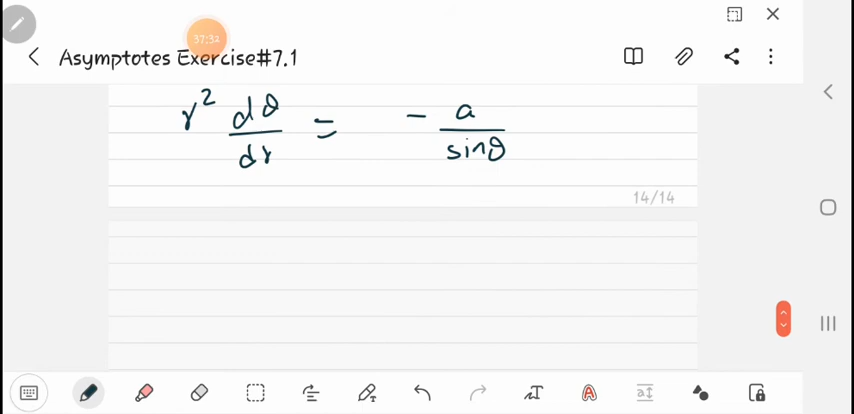 37:32
Asymptotes Exercise#7.1
r² dθ/dr = - a/sinθ
14/14